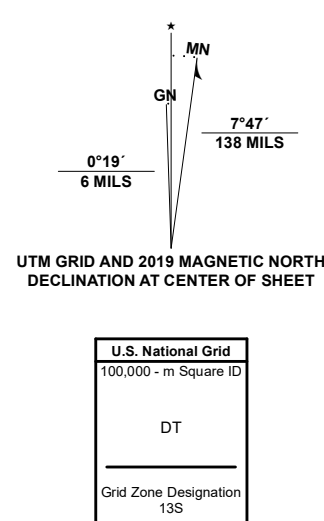 ★
MN
GN
7°47´
138 MILS
0°19´
6 MILS
UTM GRID AND 2019 MAGNETIC NORTH
DECLINATION AT CENTER OF SHEET
U.S. National Grid
100,000 - m Square ID
DT
Grid Zone Designation
13S